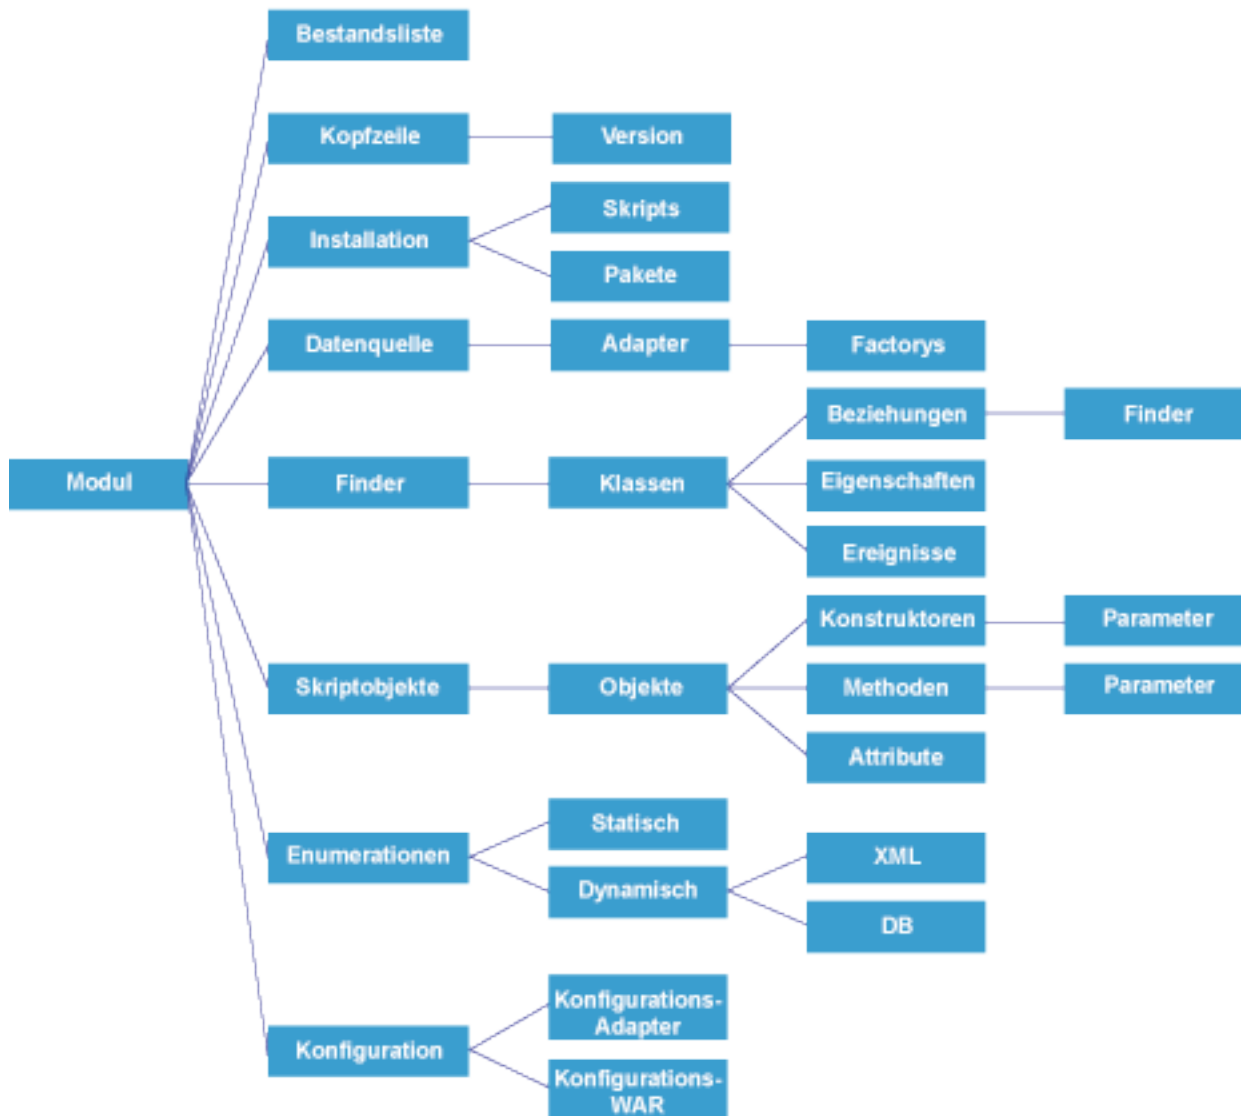 Bestandsliste
Kopfzeile
Version
Skripts
Installation
Pakete
Datenquelle
Adapter
Factorys
Beziehungen
Finder
Modul
Finder
Klassen
Eigenschaften
Ereignisse
Konstruktoren
Parameter
Skriptobjekte
Objekte
Methoden
Parameter
Attribute
Statisch
Enumerationen
XML
Dynamisch
DB
Konfigurations-
Adapter
Konfiguration
Konfigurations-
WAR